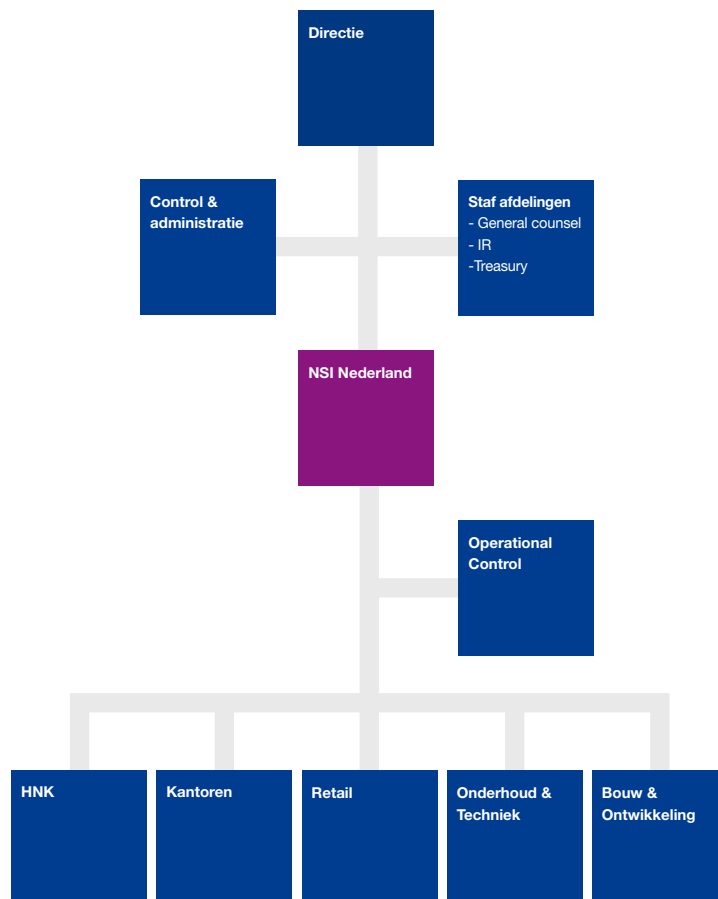 Directie
Control &
administratie
Staf afdelingen
- General counsel
- IR
-Treasury
NSI Nederland
Operational
Control
HNK
Kantoren
Retail
Onderhoud &
Techniek
Bouw &
Ontwikkeling